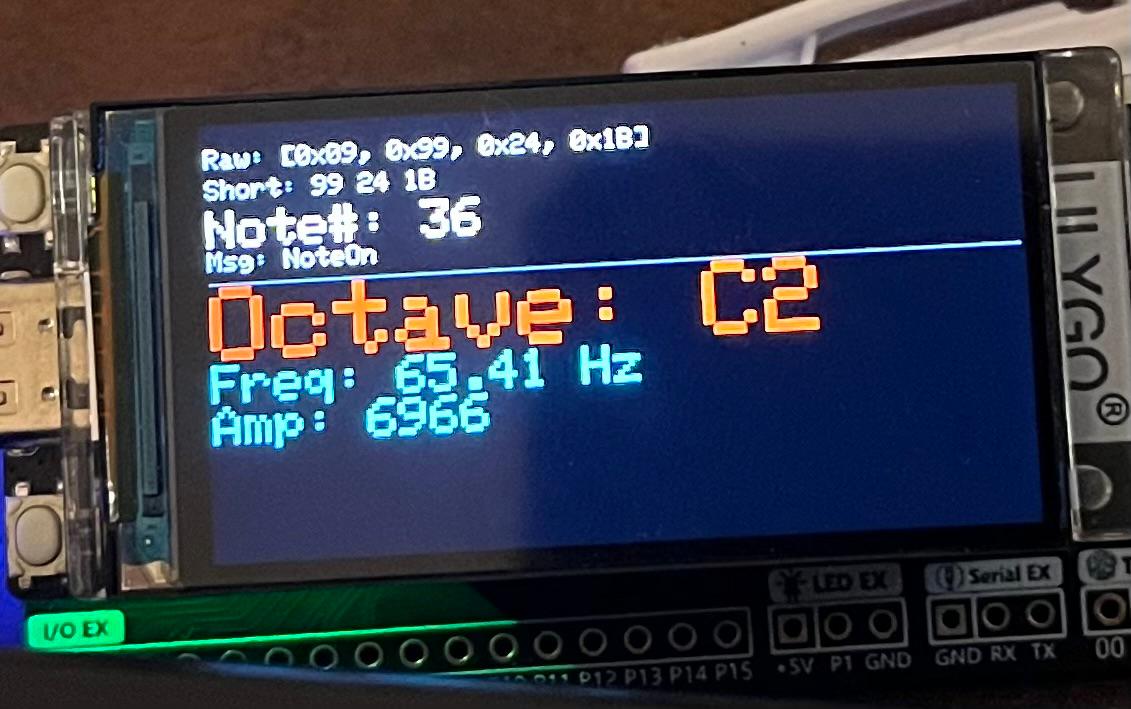 Raw: [0x09, 0x99, 0x24, 0x1B]
Short: 99 24 1B
Note#: 36
Msg: NoteOn
Octave: C2
Freq: 65.41 Hz
Amp: 6966
LILYGO®
I/O EX
LED EX
Serial EX
P11 P12 P13 P14 P15
+5V P1 GND
GND RX TX
00